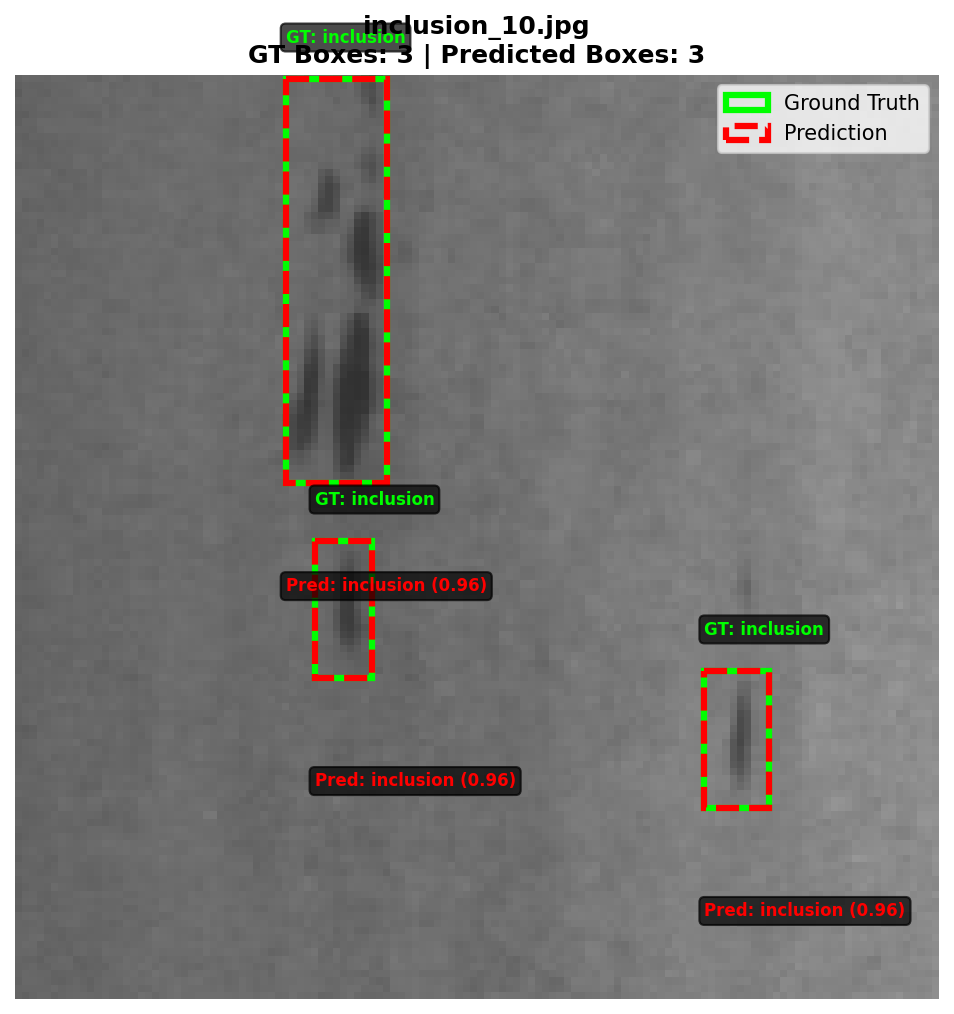 inclusion_10.jpg
GT: inclusion
GT Boxes: 3 | Predicted Boxes: 3
Ground Truth
Prediction
GT: inclusion
Pred: inclusion (0.96)
GT: inclusion
Pred: inclusion (0.96)
Pred: inclusion (0.96)